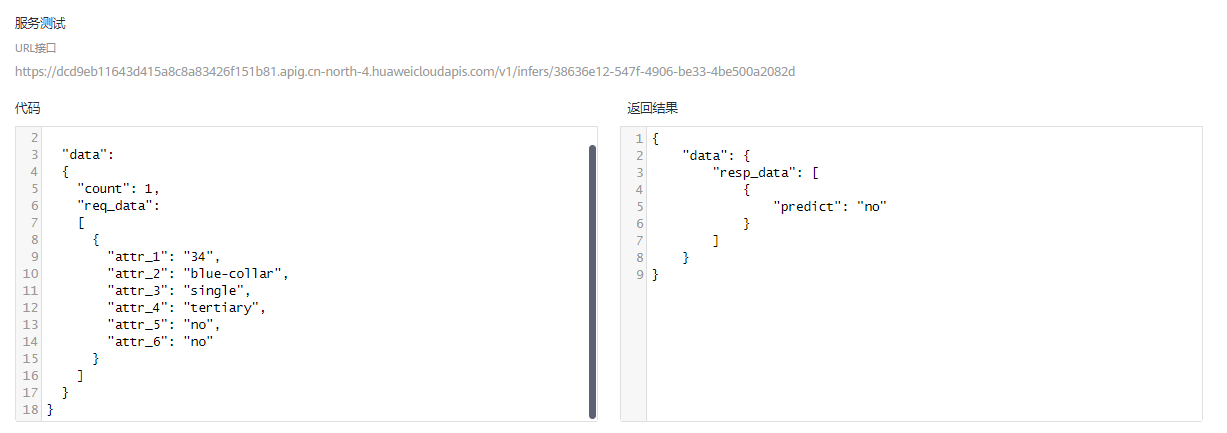 服务测试
URL接口
https://dcd9eb11643d415a8c8a83426f151b81.apig.cn-north-4.huaweicloudapis.com/v1/infers/38636e12-547f-4906-be33-4be500a2082d
代码
2
3 "data":
4 {
5 "count": 1,
6 "req_data":
7 [
8 {
9 "attr_1": "34",
10 "attr_2": "blue-collar",
11 "attr_3": "single",
12 "attr_4": "tertiary",
13 "attr_5": "no",
14 "attr_6": "no"
15 }
16 ]
17 }
18 }
返回结果
1 {
2 "data": {
3 "resp_data": [
4 {
5 "predict": "no"
6 }
7 ]
8 }
9 }